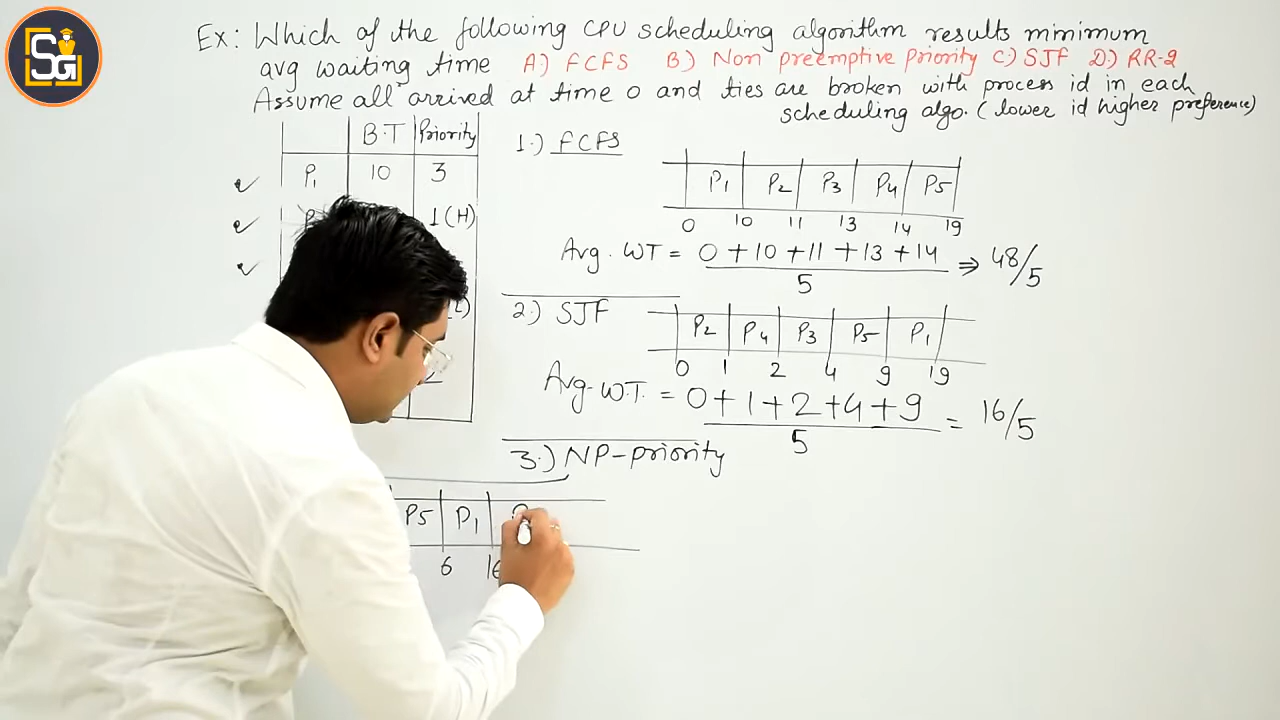 SG
Ex: Which of the following CPU scheduling algorithm results minimum
avg waiting time A) FCFS B) Non preemptive Priority C) SJF D) RR-2
Assume all arrived at time 0 and ties are broken with process id in each
scheduling algo. (lower id higher preference)
B.T Priority
P1 10 3
1 (H)
1.) FCFS
P1 P2 P3 P4 P5
0 10 11 13 14 19
Avg. WT = 0 + 10 + 11 + 13 + 14 / 5 ⇒ 48/5
2.) SJF
P2 P4 P3 P5 P1
0 1 2 4 9 19
Avg. W.T. = 0 + 1 + 2 + 4 + 9 / 5 = 16/5
3.) NP-priority
P5 P1
6 16